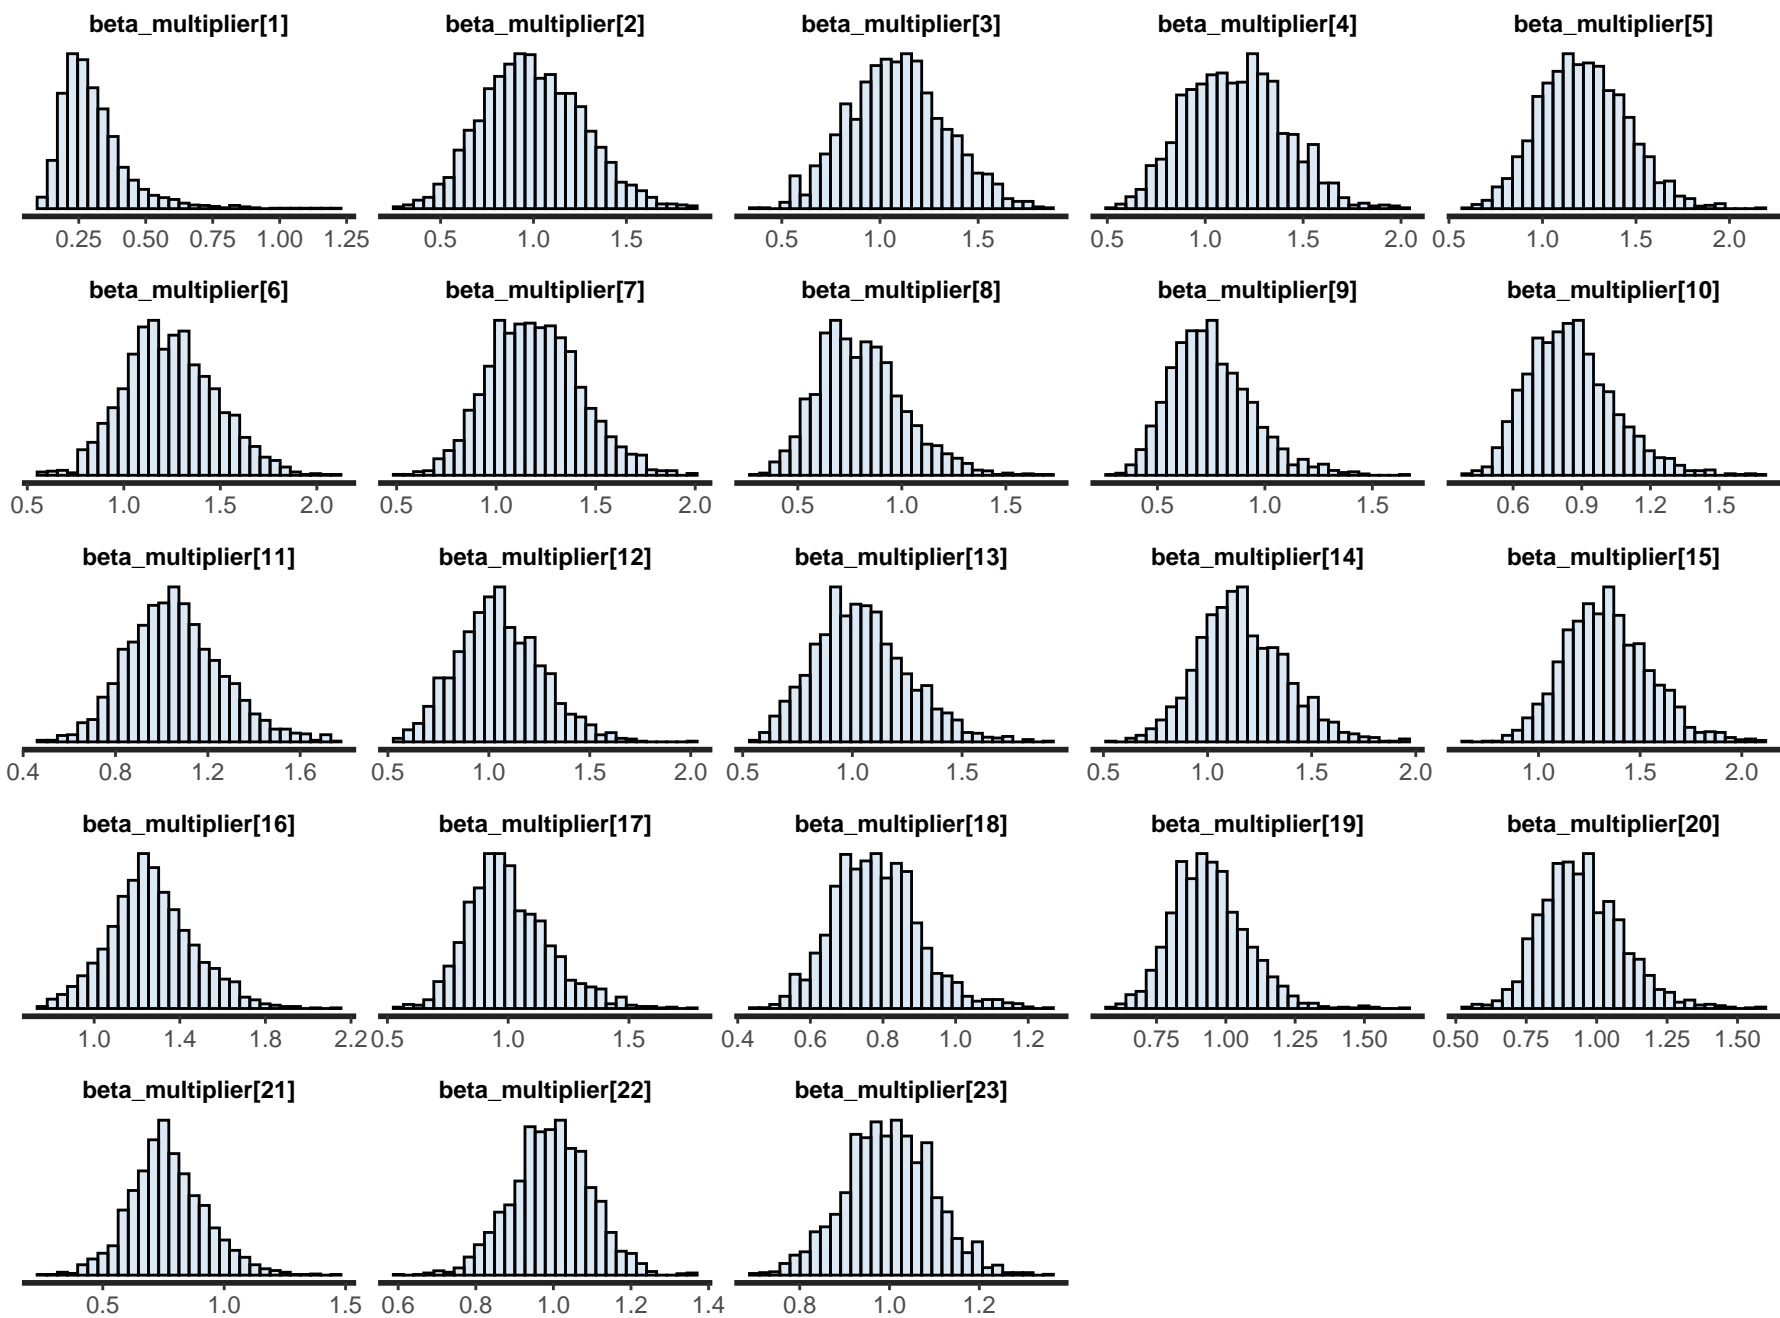 beta_multiplier[1] beta_multiplier[2] beta_multiplier[3] beta_multiplier[4] beta_multiplier[5]
0.25 0.50 0.75 1.00 1.25 0.5 1.0 1.5 0.5 1.0 1.5 0.5 1.0 1.5 2.0 0.5 1.0 1.5 2.0
beta_multiplier[6] beta_multiplier[7] beta_multiplier[8] beta_multiplier[9] beta_multiplier[10]
0.5 1.0 1.5 2.0 0.5 1.0 1.5 2.0 0.5 1.0 1.5 0.5 1.0 1.5 0.6 0.9 1.2 1.5
beta_multiplier[11] beta_multiplier[12] beta_multiplier[13] beta_multiplier[14] beta_multiplier[15]
0.4 0.8 1.2 1.6 0.5 1.0 1.5 2.0 0.5 1.0 1.5 0.5 1.0 1.5 2.0 1.0 1.5 2.0
beta_multiplier[16] beta_multiplier[17] beta_multiplier[18] beta_multiplier[19] beta_multiplier[20]
1.0 1.4 1.8 2.2 0.5 1.0 1.5 0.4 0.6 0.8 1.0 1.2 0.75 1.00 1.25 1.50 0.50 0.75 1.00 1.25 1.50
beta_multiplier[21] beta_multiplier[22] beta_multiplier[23]
0.5 1.0 1.5 0.6 0.8 1.0 1.2 1.4 0.8 1.0 1.2